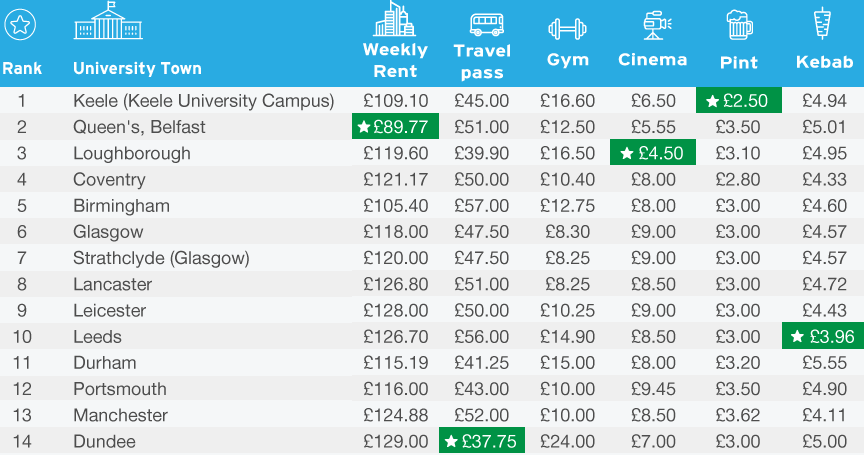 Rank University Town Weekly Rent Travel pass Gym Cinema Pint Kebab
1 Keele (Keele University Campus) £109.10 £45.00 £16.60 £6.50 £2.50 £4.94
2 Queen's, Belfast £89.77 £51.00 £12.50 £5.55 £3.50 £5.01
3 Loughborough £119.60 £39.90 £16.50 £4.50 £3.10 £4.95
4 Coventry £121.17 £50.00 £10.40 £8.00 £2.80 £4.33
5 Birmingham £105.40 £57.00 £12.75 £8.00 £3.00 £4.60
6 Glasgow £118.00 £47.50 £8.30 £9.00 £3.00 £4.57
7 Strathclyde (Glasgow) £120.00 £47.50 £8.25 £9.00 £3.00 £4.57
8 Lancaster £126.80 £51.00 £8.25 £8.50 £3.00 £4.72
9 Leicester £128.00 £50.00 £10.25 £9.00 £3.00 £4.43
10 Leeds £126.70 £56.00 £14.90 £8.50 £3.00 £3.96
11 Durham £115.19 £41.25 £15.00 £8.00 £3.20 £5.55
12 Portsmouth £116.00 £43.00 £10.00 £9.45 £3.50 £4.90
13 Manchester £124.88 £52.00 £10.00 £8.50 £3.62 £4.11
14 Dundee £129.00 £37.75 £24.00 £7.00 £3.00 £5.00